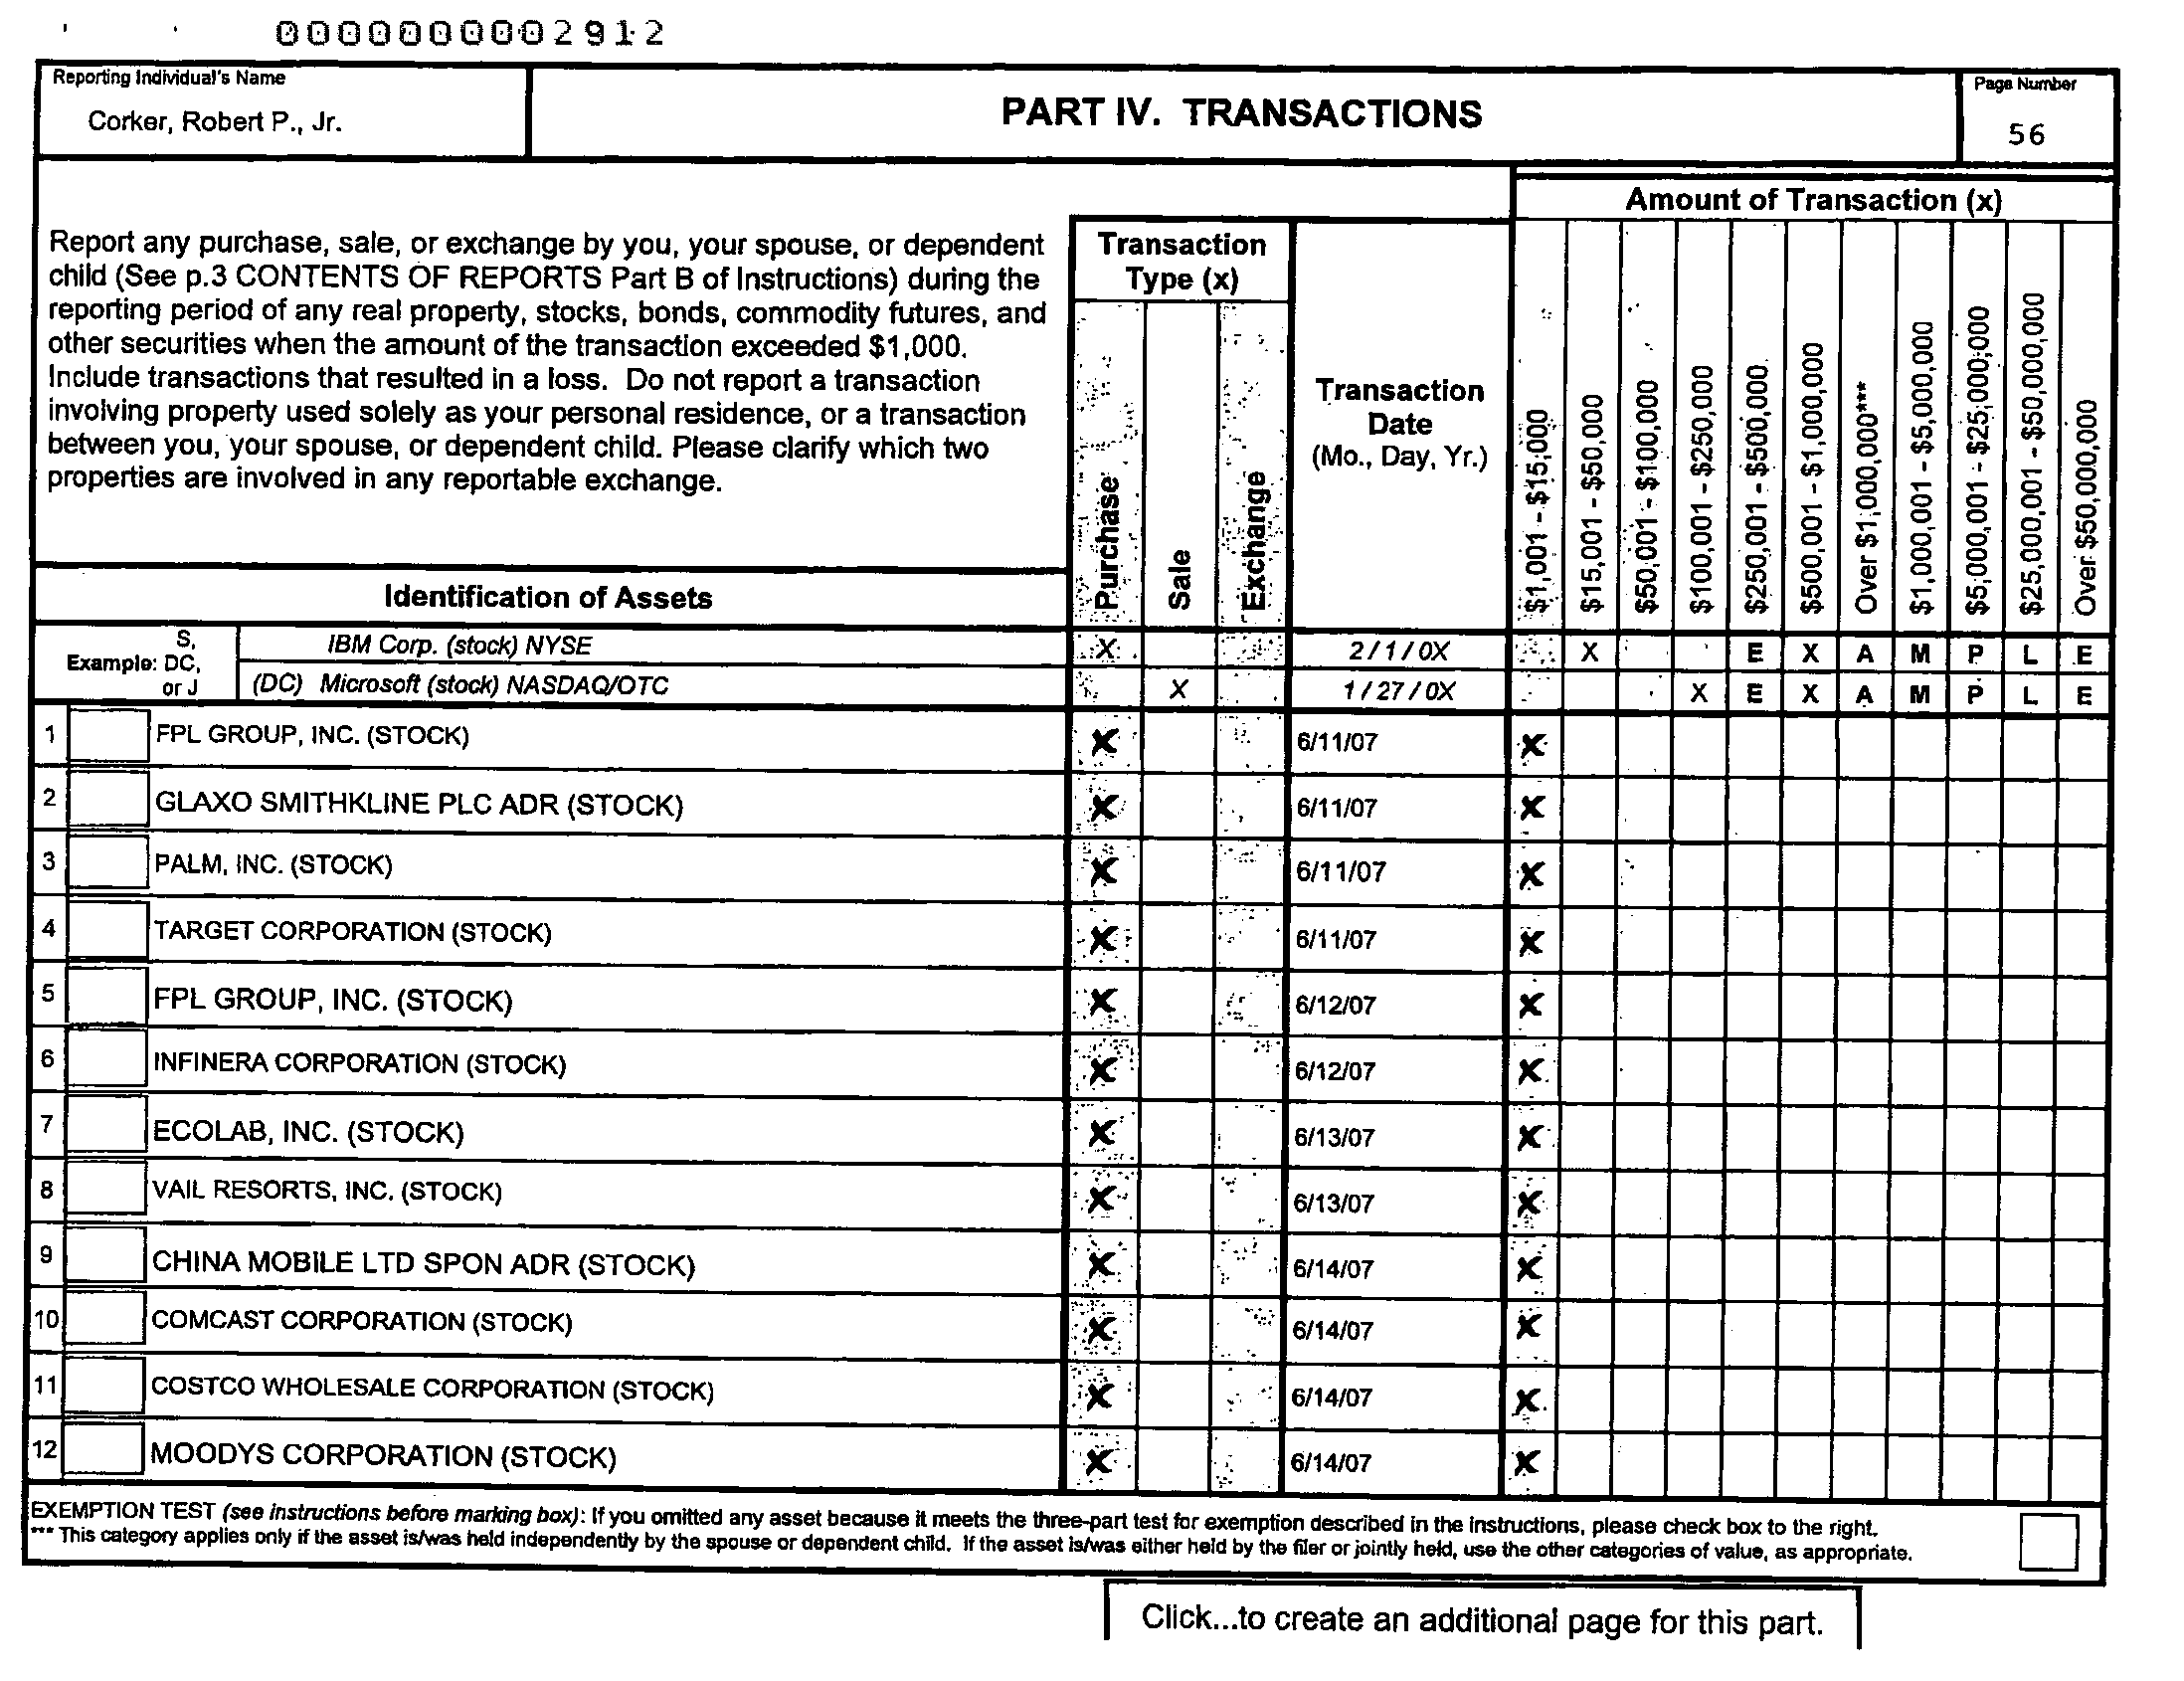 0000000002912
Reporting Individual's Name
Corker, Robert P., Jr.
PART IV. TRANSACTIONS
Page Number
56
Report any purchase, sale, or exchange by you, your spouse, or dependent
child (See p.3 CONTENTS OF REPORTS Part B of Instructions) during the
reporting period of any real property, stocks, bonds, commodity futures, and
other securities when the amount of the transaction exceeded $1,000.
Include transactions that resulted in a loss. Do not report a transaction
involving property used solely as your personal residence, or a transaction
between you, your spouse, or dependent child. Please clarify which two
properties are involved in any reportable exchange.
Identification of Assets
Transaction
Type (x)
Purchase
Sale
Exchange
Transaction
Date
(Mo., Day, Yr.)
Amount of Transaction (x)
$1,001 - $15,000
$15,001 - $50,000
$50,001 - $100,000
$100,001 - $250,000
$250,001 - $500,000
$500,001 - $1,000,000
Over $1,000,000***
$1,000,001 - $5,000,000
$5,000,001 - $25,000,000
$25,000,001 - $50,000,000
Over $50,000,000
Example:
S,
DC,
or J
IBM Corp. (stock) NYSE X 2 / 1 / 0X X E X A M P L E
(DC) Microsoft (stock) NASDAQ/OTC X 1 / 27 / 0X X E X A M P L E
1 FPL GROUP, INC. (STOCK) X 6/11/07 X
2 GLAXO SMITHKLINE PLC ADR (STOCK) X 6/11/07 X
3 PALM, INC. (STOCK) X 6/11/07 X
4 TARGET CORPORATION (STOCK) X 6/11/07 X
5 FPL GROUP, INC. (STOCK) X 6/12/07 X
6 INFINERA CORPORATION (STOCK) X 6/12/07 X
7 ECOLAB, INC. (STOCK) X 6/13/07 X
8 VAIL RESORTS, INC. (STOCK) X 6/13/07 X
9 CHINA MOBILE LTD SPON ADR (STOCK) X 6/14/07 X
10 COMCAST CORPORATION (STOCK) X 6/14/07 X
11 COSTCO WHOLESALE CORPORATION (STOCK) X 6/14/07 X
12 MOODYS CORPORATION (STOCK) X 6/14/07 X
EXEMPTION TEST (see instructions before marking box): If you omitted any asset because it meets the three-part test for exemption described in the instructions, please check box to the right.
*** This category applies only if the asset is/was held independently by the spouse or dependent child. If the asset is/was either held by the filer or jointly held, use the other categories of value, as appropriate.
Click...to create an additional page for this part.